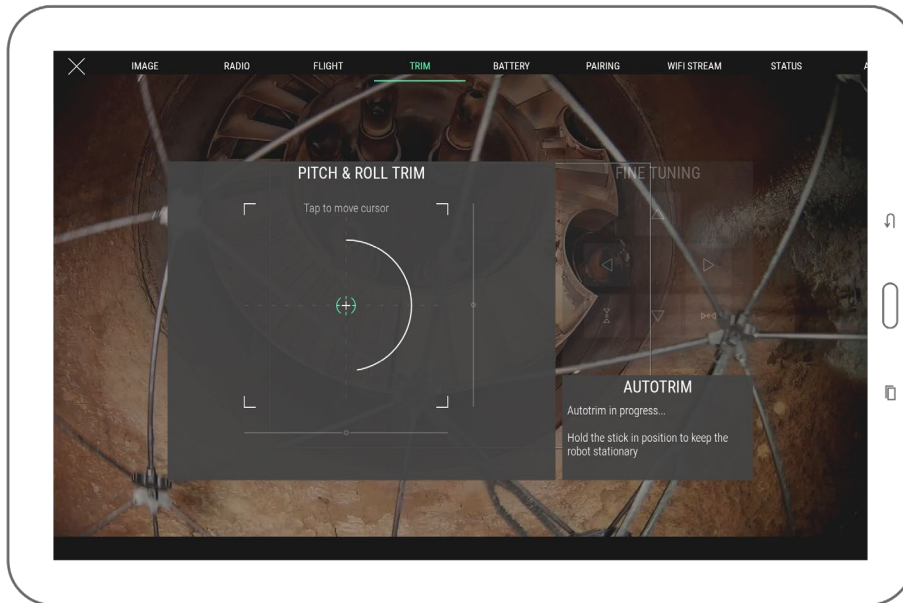 IMAGE RADIO FLIGHT TRIM BATTERY PAIRING WIFI STREAM STATUS
PITCH & ROLL TRIM
FINE TUNING
Tap to move cursor
AUTOTRIM
Autotrim in progress...
Hold the stick in position to keep the
robot stationary